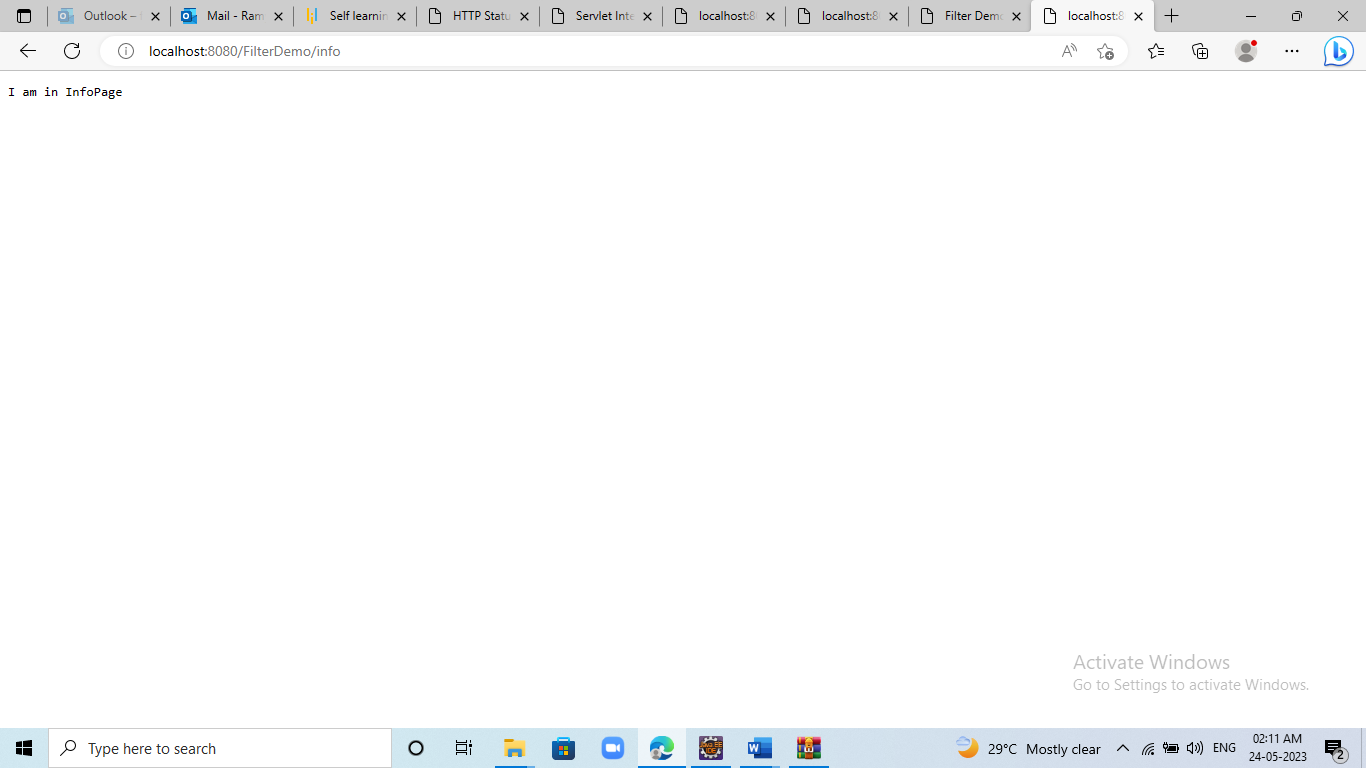 Outlook –
Mail - Ram
Self learnin
HTTP Statu
Servlet Inte
localhost:8
localhost:8
Filter Dem
localhost:8
localhost:8080/FilterDemo/info
I am in InfoPage
Activate Windows
Go to Settings to activate Windows.
Type here to search
29°C Mostly clear
ENG
02:11 AM
24-05-2023
2